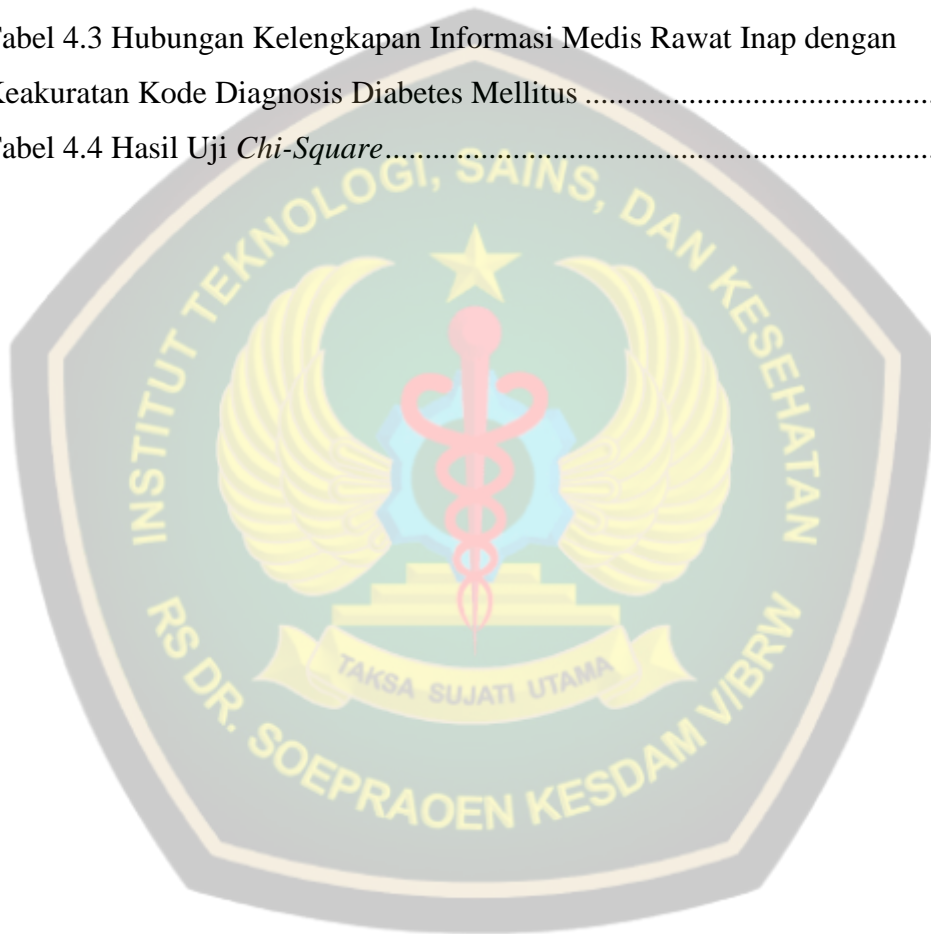 Tabel 4.3 Hubungan Kelengkapan Informasi Medis Rawat Inap dengan
Keakuratan Kode Diagnosis Diabetes Mellitus ....................................
Tabel 4.4 Hasil Uji Chi-Square......................................................................
INSTITUT TEKNOLOGI, SAINS, DAN KESEHATAN
TAKSA SUJATI UTAMA
RS DR. SOEPRAOEN KESDAM V/BRW